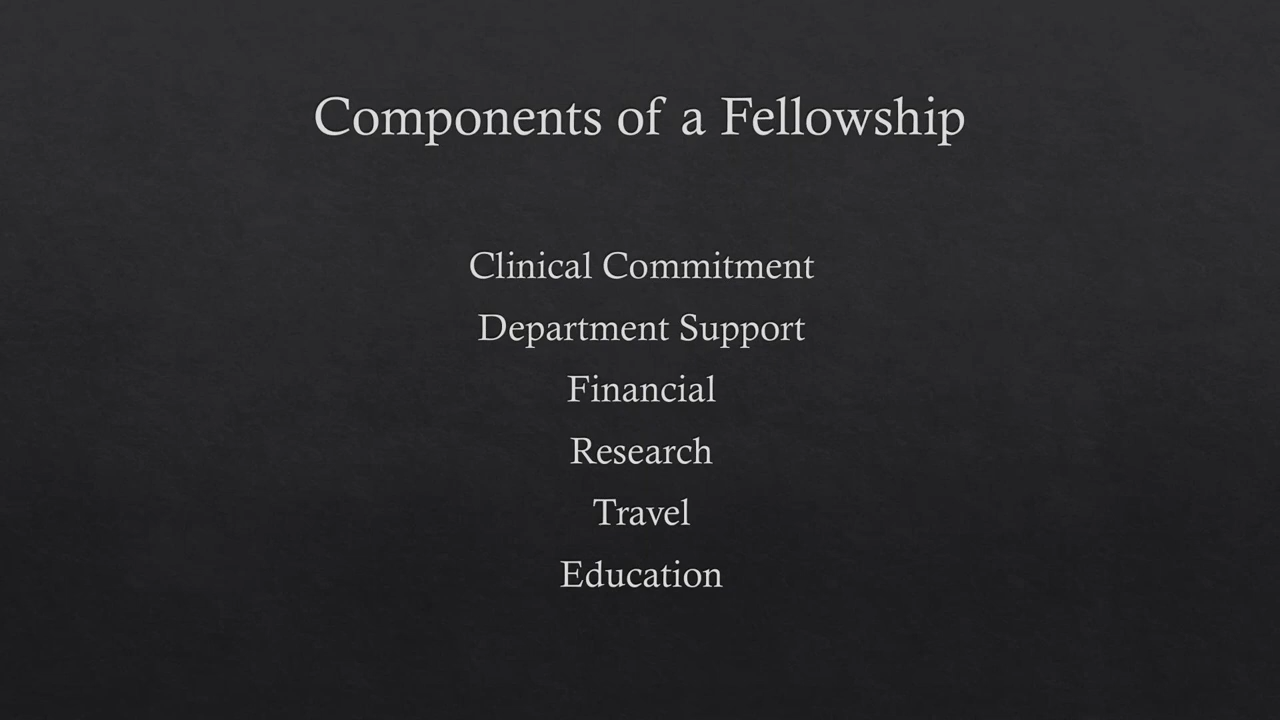 Components of a Fellowship
Clinical Commitment
Department Support
Financial
Research
Travel
Education